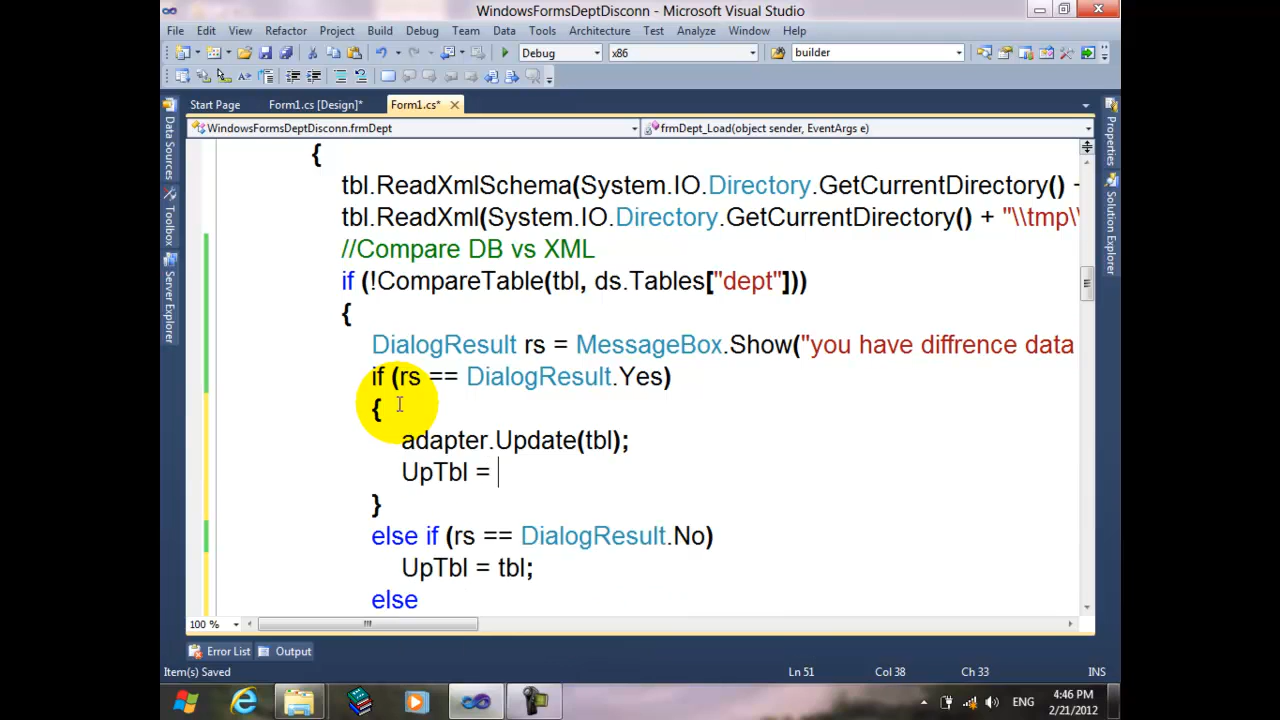 WindowsFormsDeptDisconn - Microsoft Visual Studio
File Edit View Refactor Project Build Debug Team Data Tools Architecture Test Analyze Window Help
Debug x86 builder
Start Page Form1.cs [Design]* Form1.cs*
WindowsFormsDeptDisconn.frmDept frmDept_Load(object sender, EventArgs e)
Data Sources
Toolbox
Server Explorer
Properties
Solution Explorer
{
tbl.ReadXmlSchema(System.IO.Directory.GetCurrentDirectory() +
tbl.ReadXml(System.IO.Directory.GetCurrentDirectory() + "\\tmp\\
//Compare DB vs XML
if (!CompareTable(tbl, ds.Tables["dept"]))
{
DialogResult rs = MessageBox.Show("you have diffrence data
if (rs == DialogResult.Yes)
{
adapter.Update(tbl);
UpTbl =
}
else if (rs == DialogResult.No)
UpTbl = tbl;
else
100 %
Error List Output
Item(s) Saved Ln 51 Col 38 Ch 33 INS
ENG 4:46 PM
2/21/2012